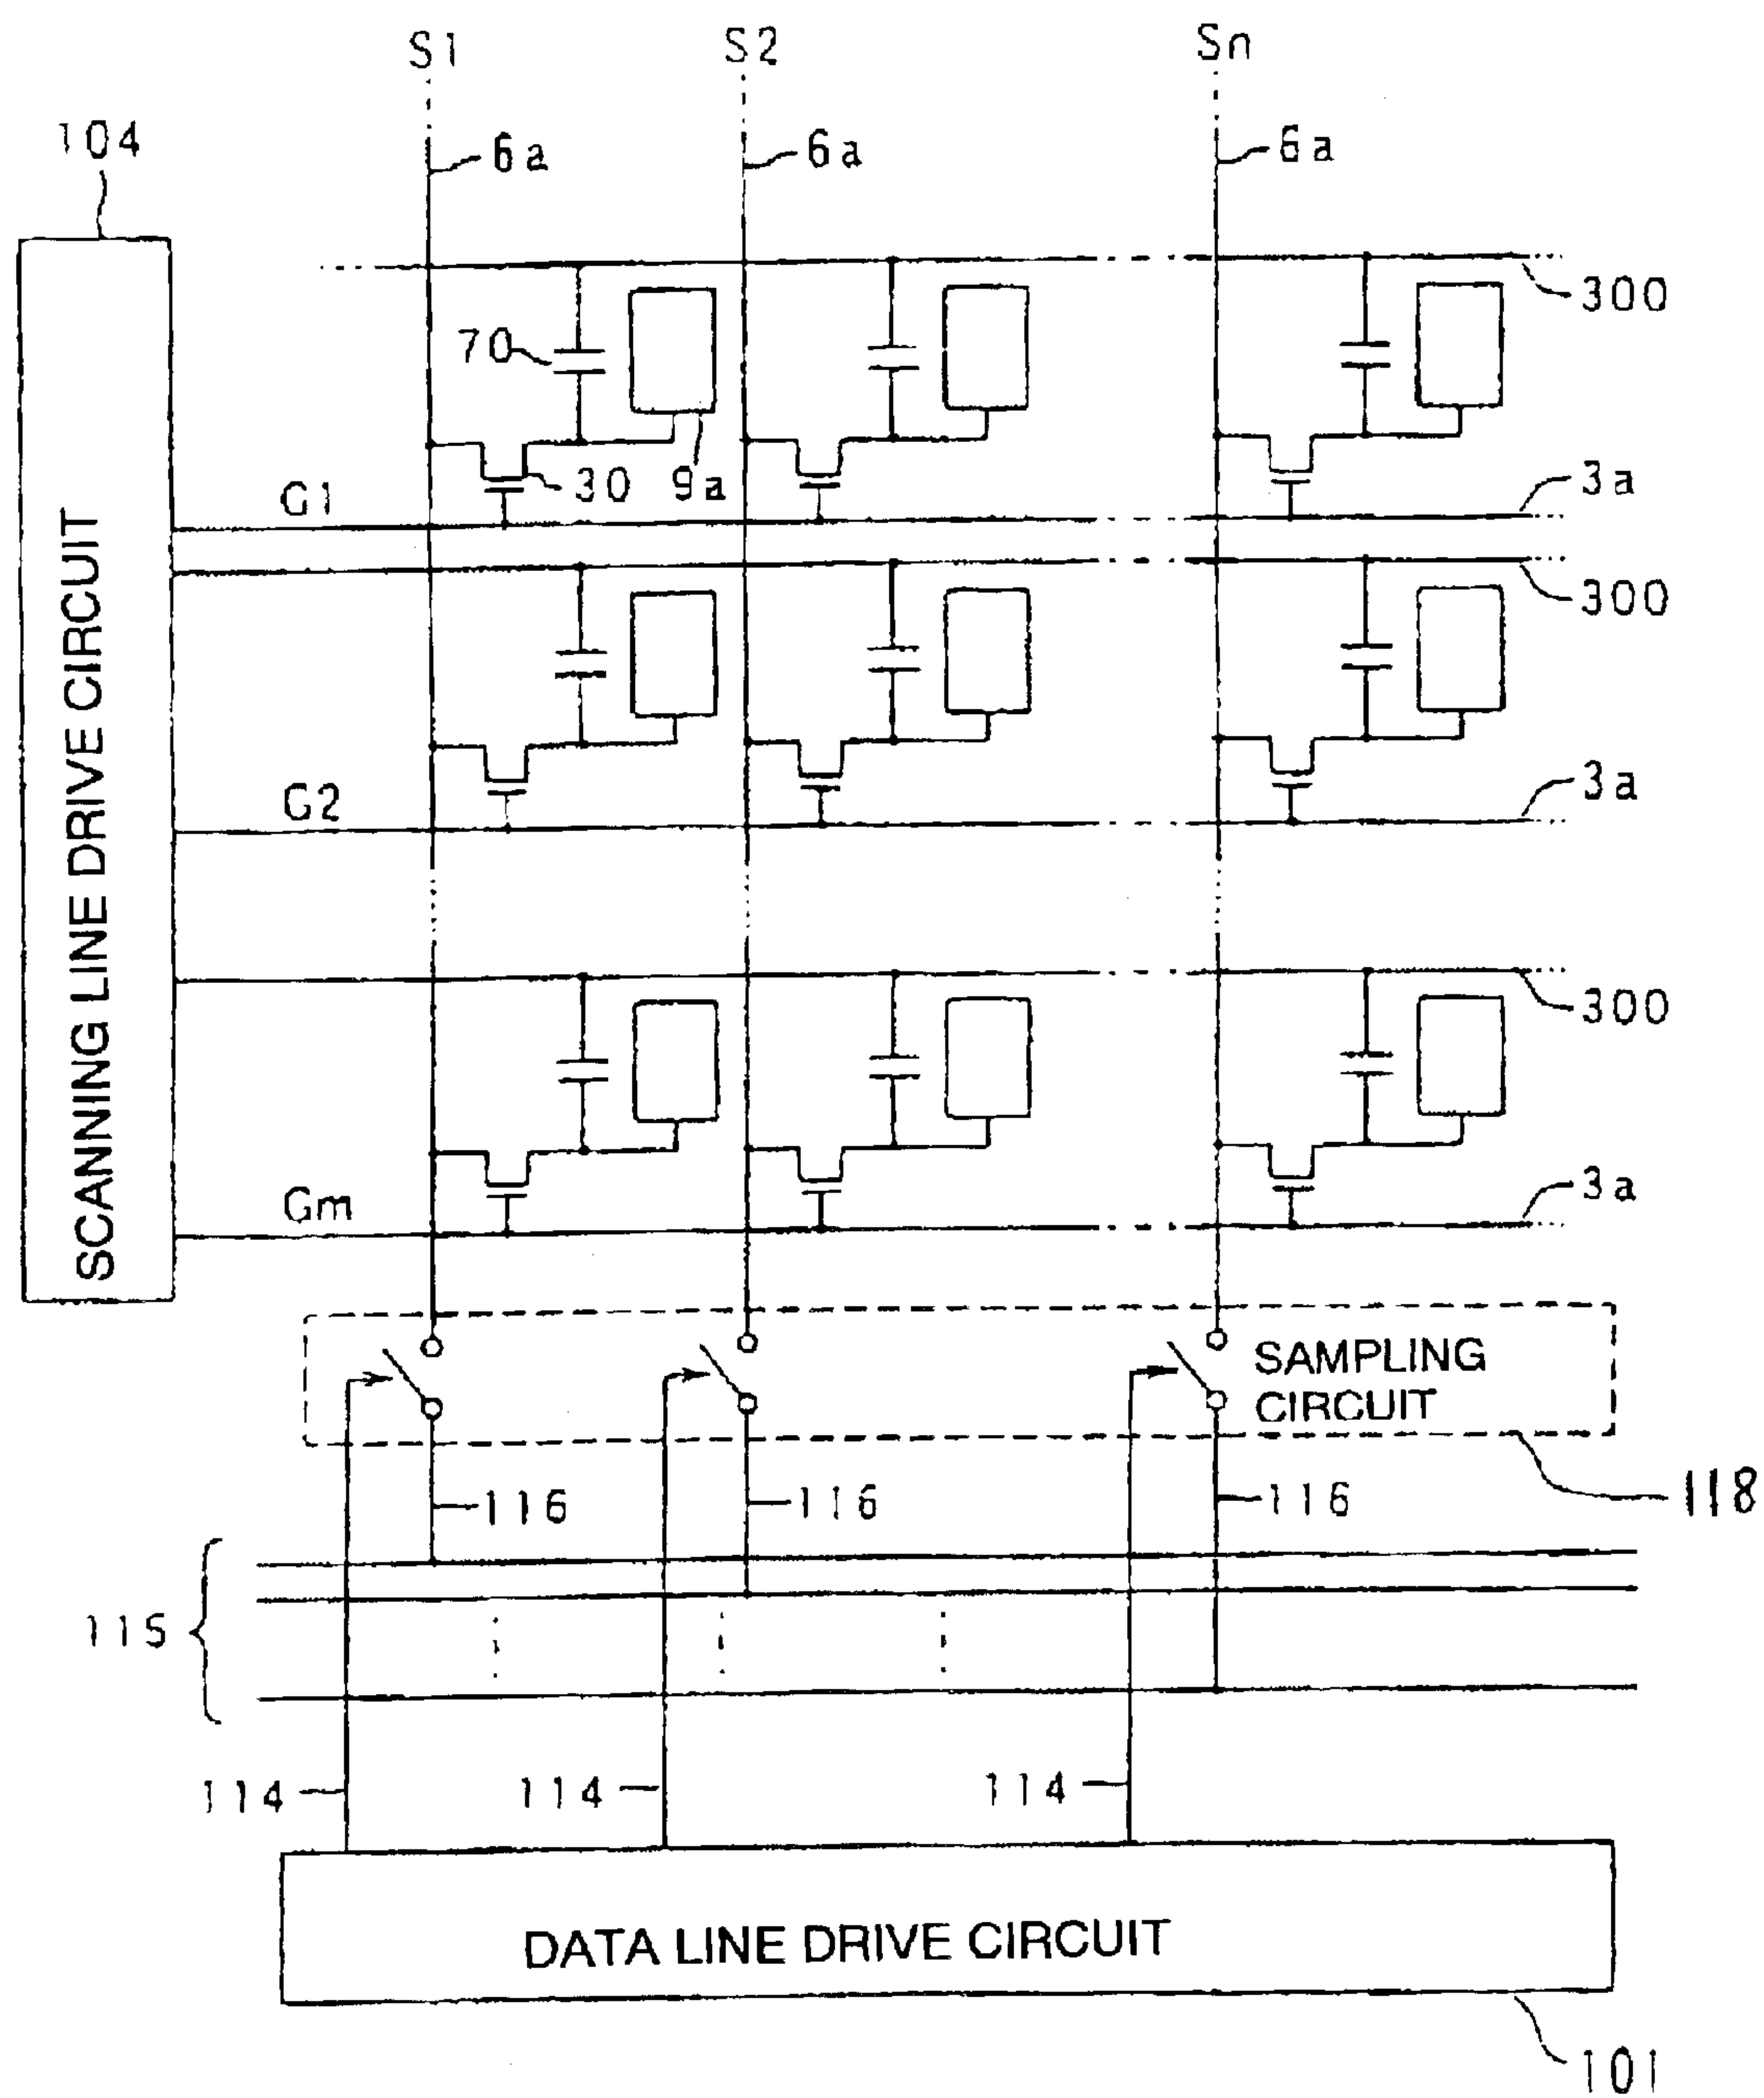 S1 S2 Sn
104 6a 6a 6a
300
70
30 9a
G1 3a
300
G2 3a
300
Gm 3a
SCANNING LINE DRIVE CIRCUIT
SAMPLING
CIRCUIT
116 116 116 118
115
114 114 114
DATA LINE DRIVE CIRCUIT
101